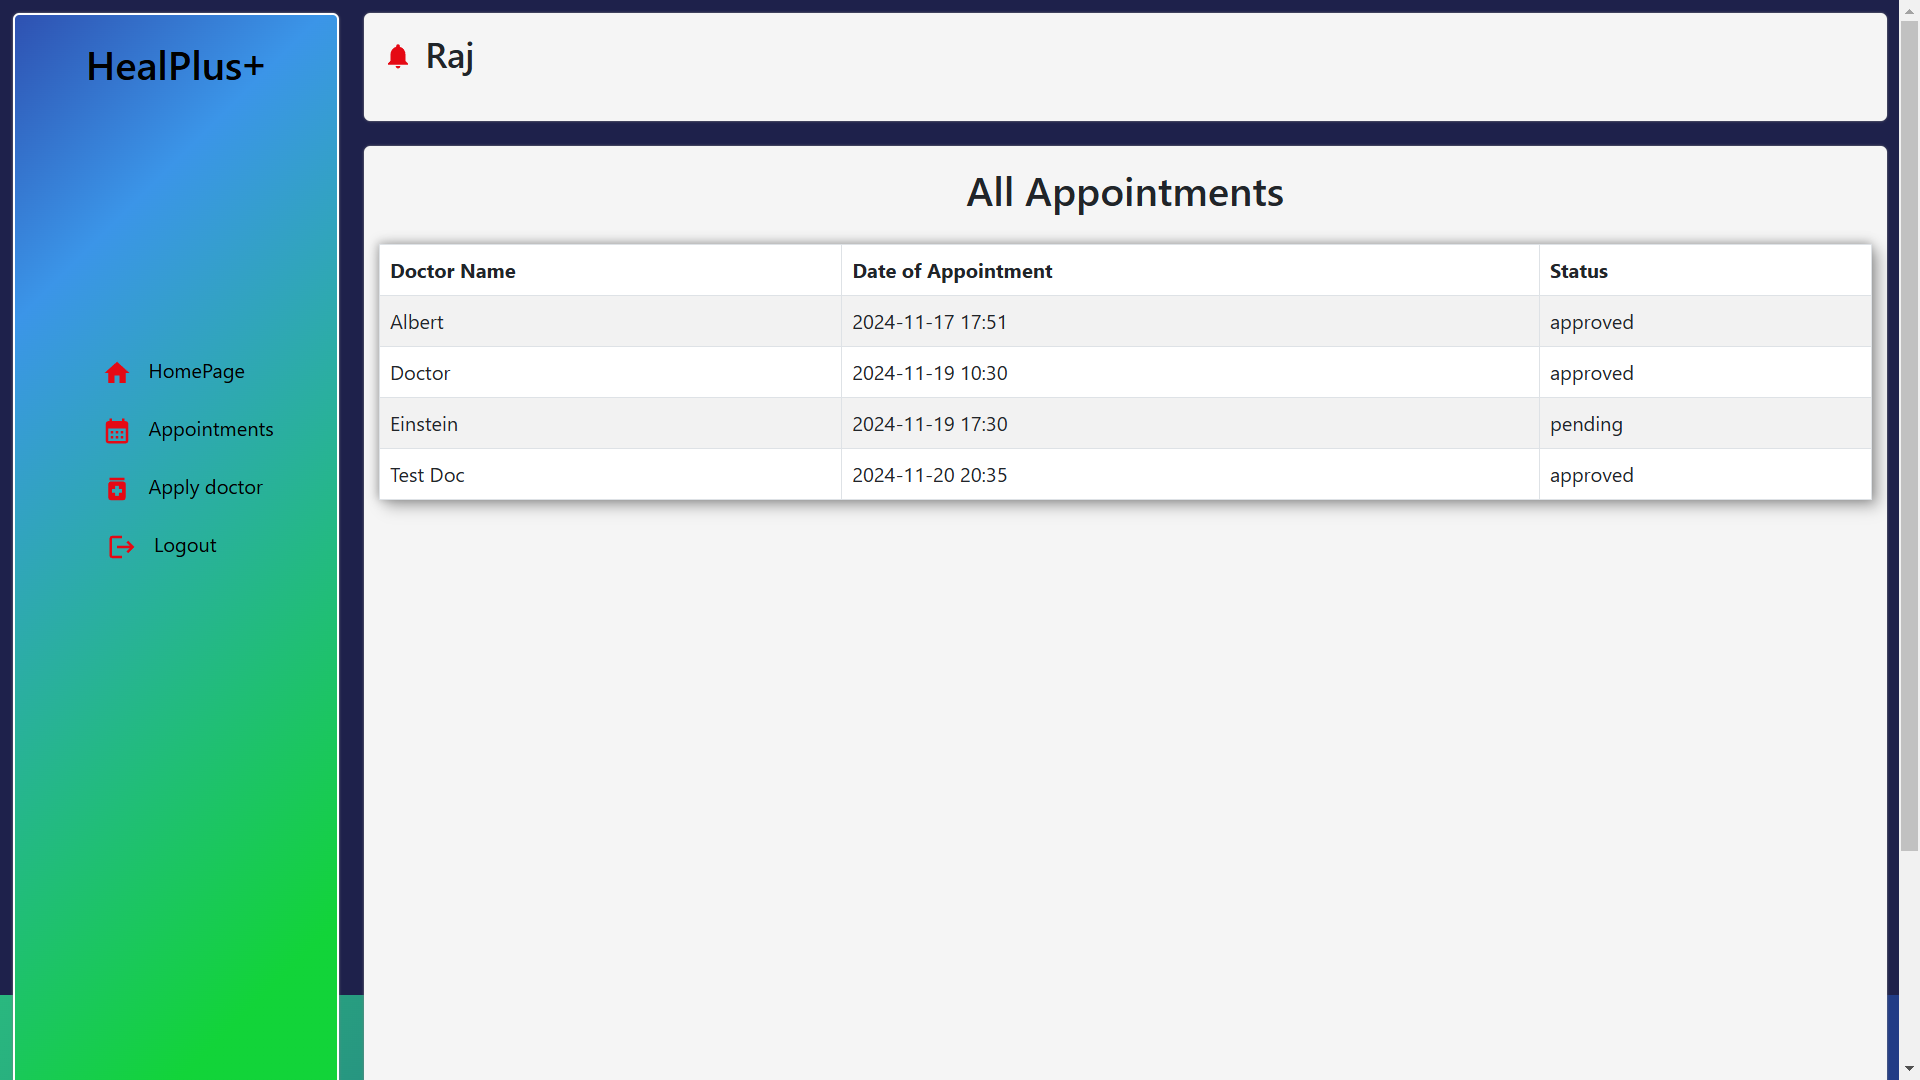 HealPlus+
HomePage
Appointments
Apply doctor
Logout
Raj
All Appointments
Doctor Name Date of Appointment Status
Albert 2024-11-17 17:51 approved
Doctor 2024-11-19 10:30 approved
Einstein 2024-11-19 17:30 pending
Test Doc 2024-11-20 20:35 approved